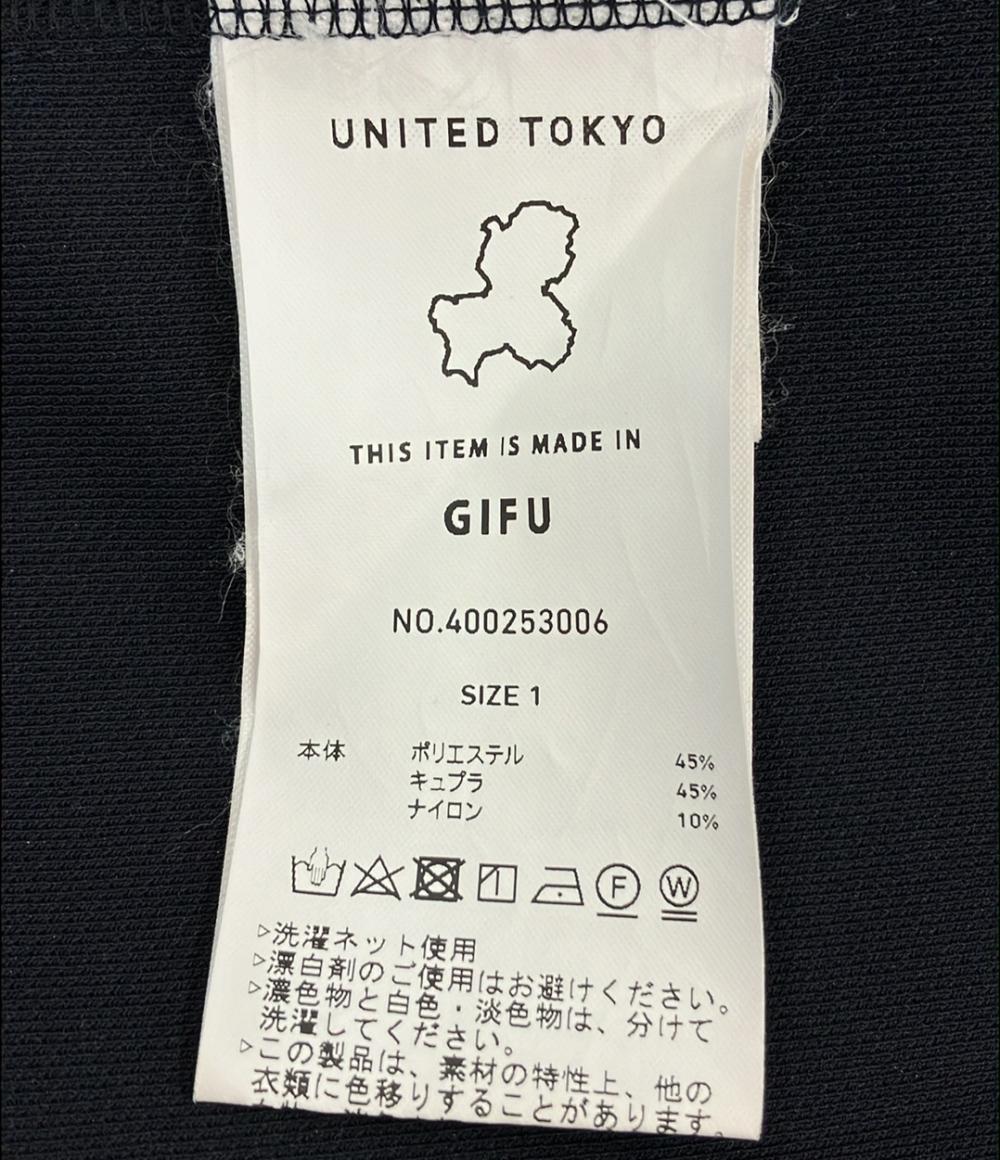 UNITED TOKYO
THIS ITEM IS MADE IN
GIFU
NO.400253006
SIZE 1
本体 ポリエステル 45%
キュプラ 45%
ナイロン 10%
F W
▷洗濯ネット使用
▷漂白剤のご使用はお避けください。
▷濃色物と白色・淡色物は、分けて
洗濯してください。
▷この製品は、素材の特性上、他の
衣類に色移りすることがあります。